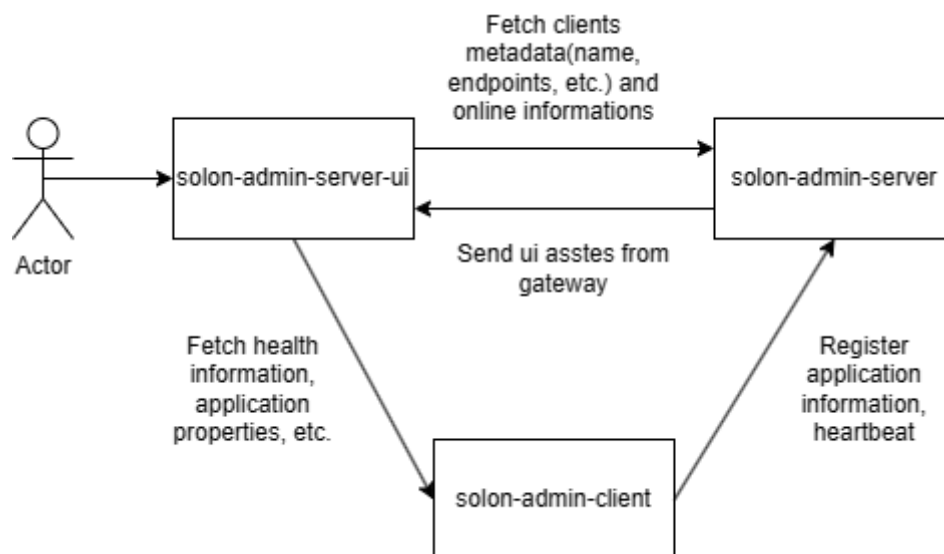 Fetch clients
metadata(name,
endpoints, etc.) and
online informations
solon-admin-server-ui
solon-admin-server
Actor
Send ui asstes from
gateway
Fetch health
information,
application
properties, etc.
Register
application
information,
heartbeat
solon-admin-client